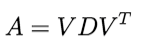 A = VDV^T